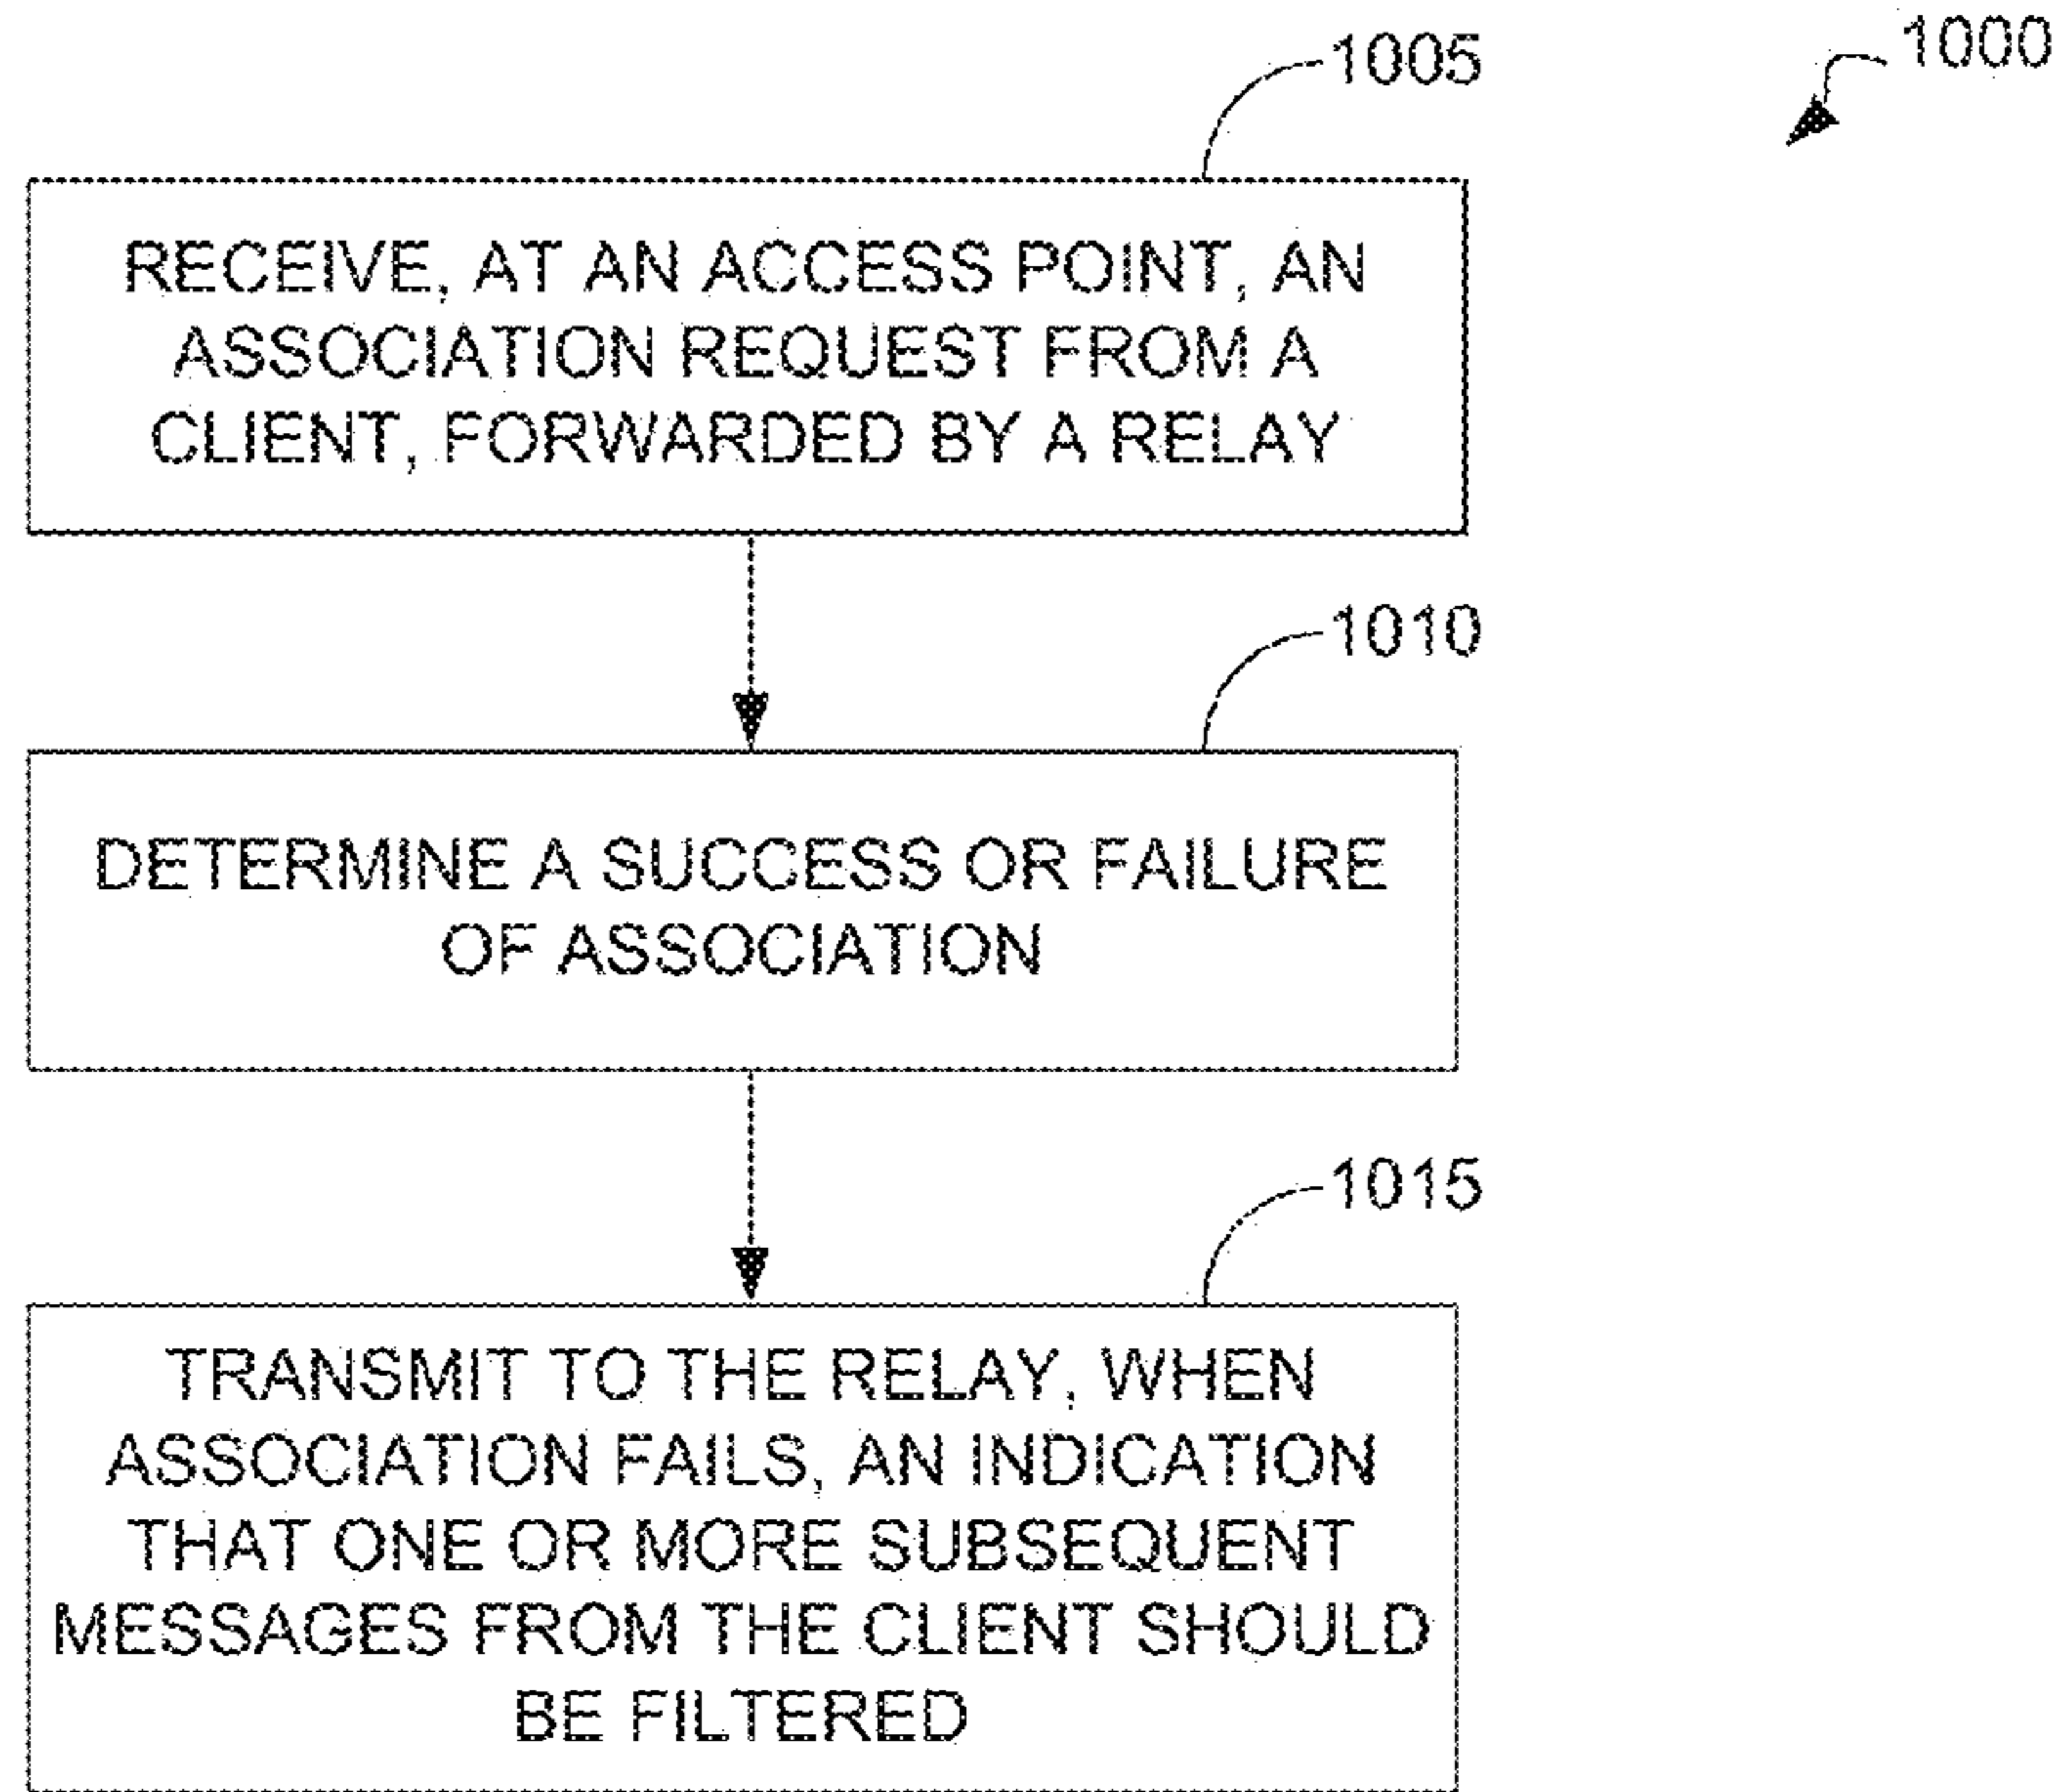 1000
1005
RECEIVE, AT AN ACCESS POINT, AN
ASSOCIATION REQUEST FROM A
CLIENT, FORWARDED BY A RELAY
1010
DETERMINE A SUCCESS OR FAILURE
OF ASSOCIATION
1015
TRANSMIT TO THE RELAY, WHEN
ASSOCIATION FAILS, AN INDICATION
THAT ONE OR MORE SUBSEQUENT
MESSAGES FROM THE CLIENT SHOULD
BE FILTERED